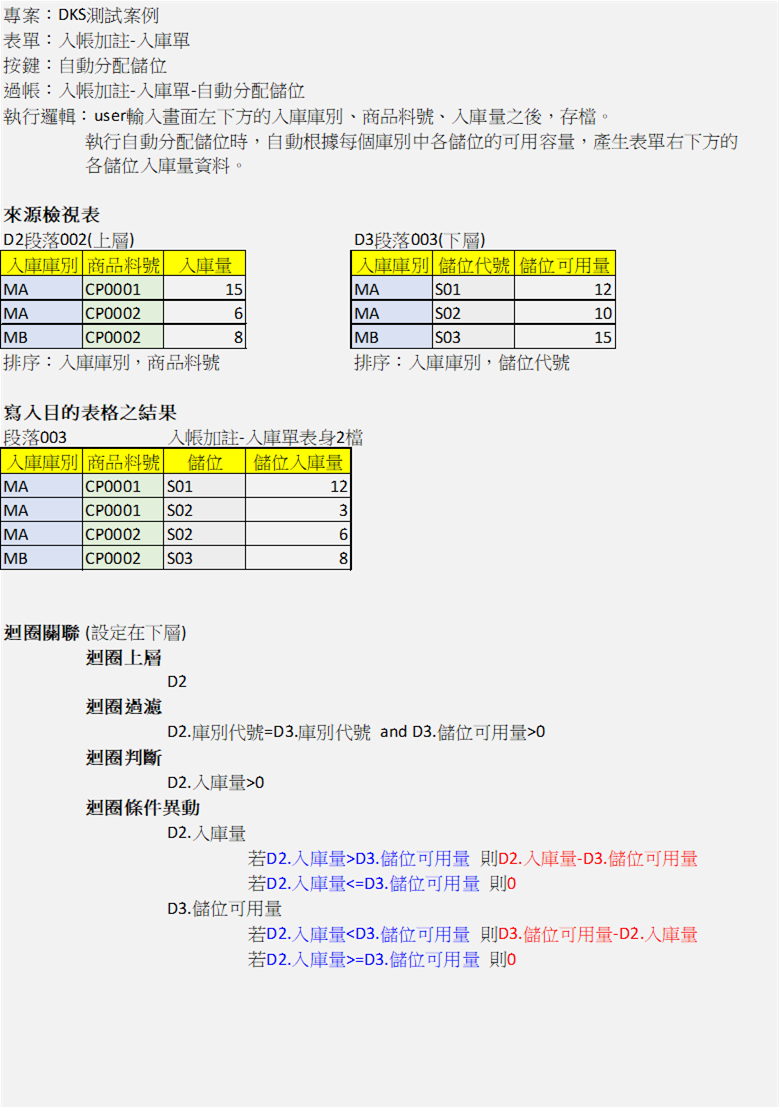 專案：DKS測試案例
表單：入帳加註-入庫單
按鍵：自動分配儲位
過帳：入帳加註-入庫單-自動分配儲位
執行邏輯：user輸入畫面左下方的入庫庫別、商品料號、入庫量之後，存檔。
執行自動分配儲位時，自動根據每個庫別中各儲位的可用容量，產生表單右下方的
各儲位入庫量資料。
來源檢視表
D2段落002(上層) D3段落003(下層)
入庫庫別 商品料號 入庫量 入庫庫別 儲位代號 儲位可用量
MA CP0001 15 MA S01 12
MA CP0002 6 MA S02 10
MB CP0002 8 MB S03 15
排序：入庫庫別，商品料號 排序：入庫庫別，儲位代號
寫入目的表格之結果
段落003 入帳加註-入庫單表身2檔
入庫庫別 商品料號 儲位 儲位入庫量
MA CP0001 S01 12
MA CP0001 S02 3
MA CP0002 S02 6
MB CP0002 S03 8
迴圈關聯 (設定在下層)
迴圈上層
D2
迴圈過濾
D2.庫別代號=D3.庫別代號 and D3.儲位可用量>0
迴圈判斷
D2.入庫量>0
迴圈條件異動
D2.入庫量
若D2.入庫量>D3.儲位可用量 則D2.入庫量-D3.儲位可用量
若D2.入庫量<=D3.儲位可用量 則0
D3.儲位可用量
若D2.入庫量<D3.儲位可用量 則D3.儲位可用量-D2.入庫量
若D2.入庫量>=D3.儲位可用量 則0